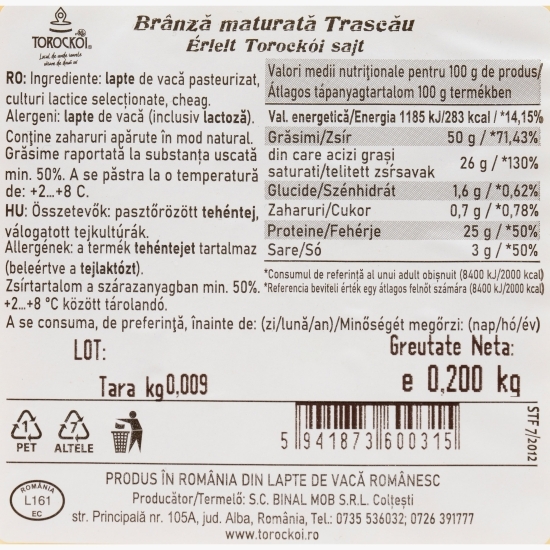 TOROCKÓI
Brânză maturată Trascău
Érlelt Torockói sajt
RO: Ingrediente: lapte de vacă pasteurizat,
culturi lactice selecționate, cheag.
Alergeni: lapte de vacă (inclusiv lactoză).
Conține zaharuri apărute în mod natural.
Grăsime raportată la substanța uscată
min. 50%. A se păstra la o temperatură
de: +2...+8 C.
HU: Összetevők: pasztőrözött tehéntej,
válogatott tejkultúrák.
Allergének: a termék tehéntejet tartalmaz
(beleértve a tejlaktózt).
Zsírtartalom a szárazanyagban min. 50%.
+2...+8 °C között tárolandó.
Valori medii nutriționale pentru 100 g de produs/
Átlagos tápanyagtartalom 100 g termékben
Val. energetică/Energia 1185 kJ/283 kcal / *14,15%
Grăsimi/Zsír 50 g / *71,43%
din care acizi grași
saturati/telített zsírsavak 26 g / *130%
Glucide/Szénhidrát 1,6 g / *0,62%
Zaharuri/Cukor 0,7 g / *0,78%
Proteine/Fehérje 25 g / *50%
Sare/Só 3 g / *50%
*Consumul de referință al unui adult obișnuit (8400 kJ/2000 kcal)
*Referencia beviteli érték egy átlagos felnőt számára (8400 kJ/2000 kcal)
A se consuma, de preferință, înainte de: (zi/lună/an)/Minőségét megőrzi: (nap/hó/év)
LOT:
Greutate Neta:
Tara kg0,009
e 0,200 kg
1
PET
7
ALTELE
5 941873 600315
STF 7/2012
ROMÂNIA
L161
EC
PRODUS ÎN ROMÂNIA DIN LAPTE DE VACĂ ROMÂNESC
Producător/Termelő: S.C. BINAL MOB S.R.L. Colțești
str. Principală nr. 105A, jud. Alba, România, Tel.: 0735 536032; 0726 391777
www.torockoi.ro